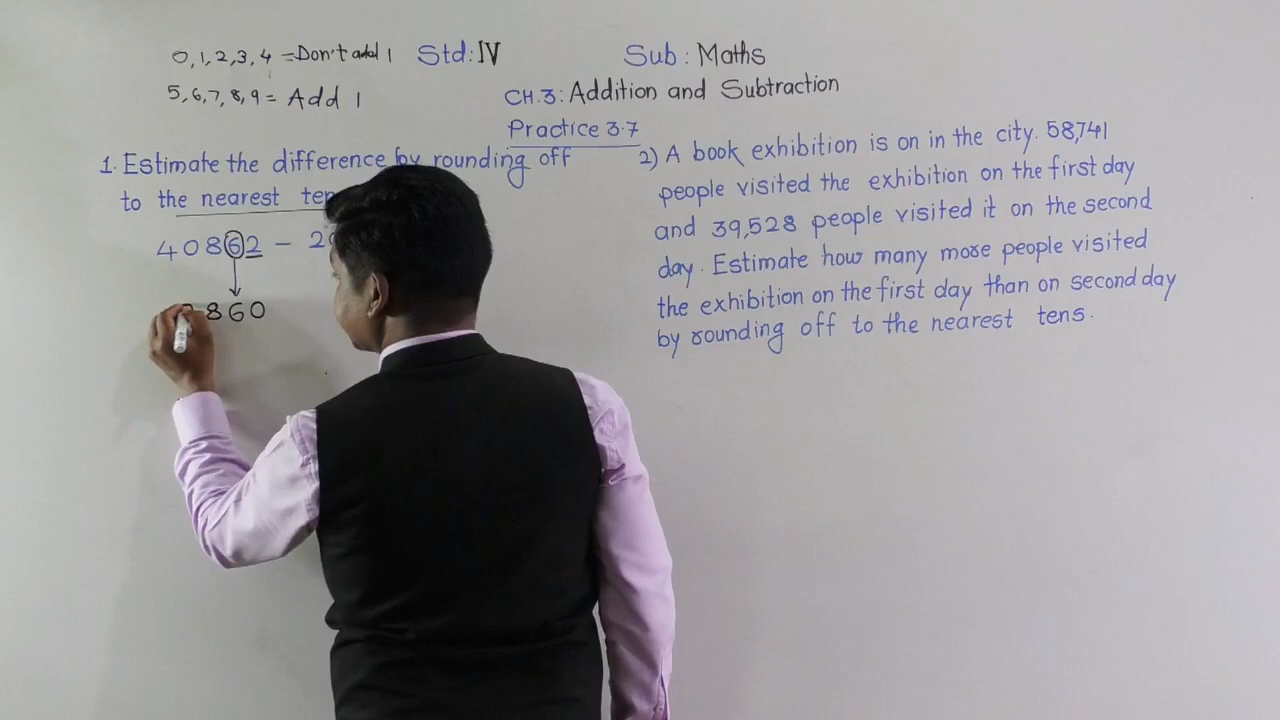 0, 1, 2, 3, 4 = Don't add 1
Std: IV
Sub : Maths
5, 6, 7, 8, 9 = Add 1
CH.3: Addition and Subtraction
Practice 3.7
1. Estimate the difference by rounding off
to the nearest
40862 - 2
860
2) A book exhibition is on in the city. 58,741
people visited the exhibition on the first day
and 39,528 people visited it on the second
day. Estimate how many more people visited
the exhibition on the first day than on second day
by rounding off to the nearest tens.